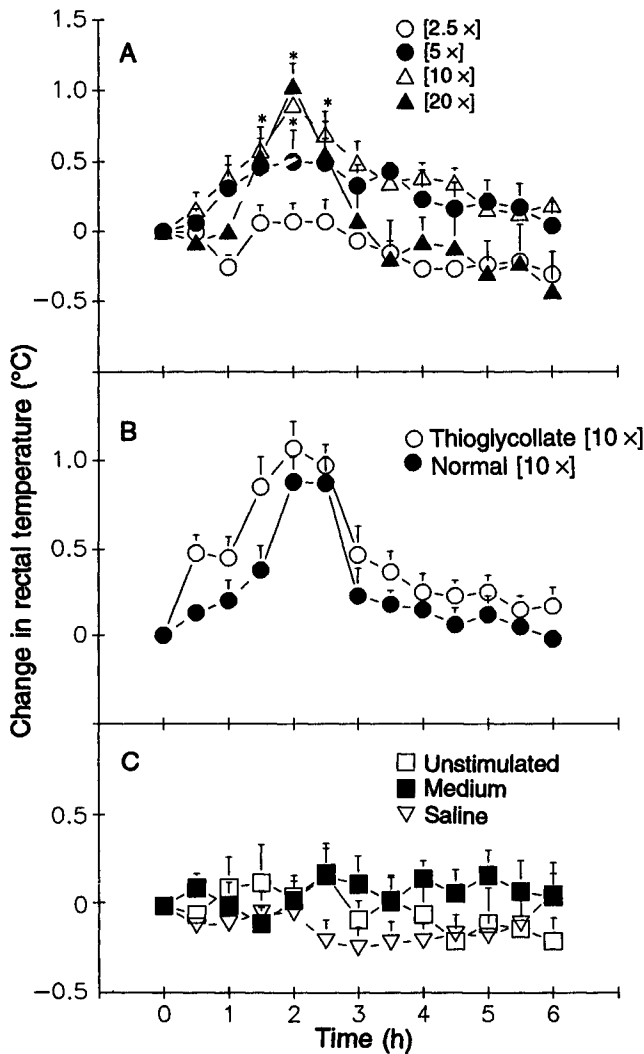 Change in rectal temperature (°C)
A
1.5
1.0
0.5
0
−0.5
[2.5 ×]
[5 ×]
[10 ×]
[20 ×]
*
*
*
*
B
1.0
0.5
0
Thioglycollate [10 ×]
Normal [10 ×]
C
0.5
0
−0.5
Unstimulated
Medium
Saline
0 1 2 3 4 5 6
Time (h)